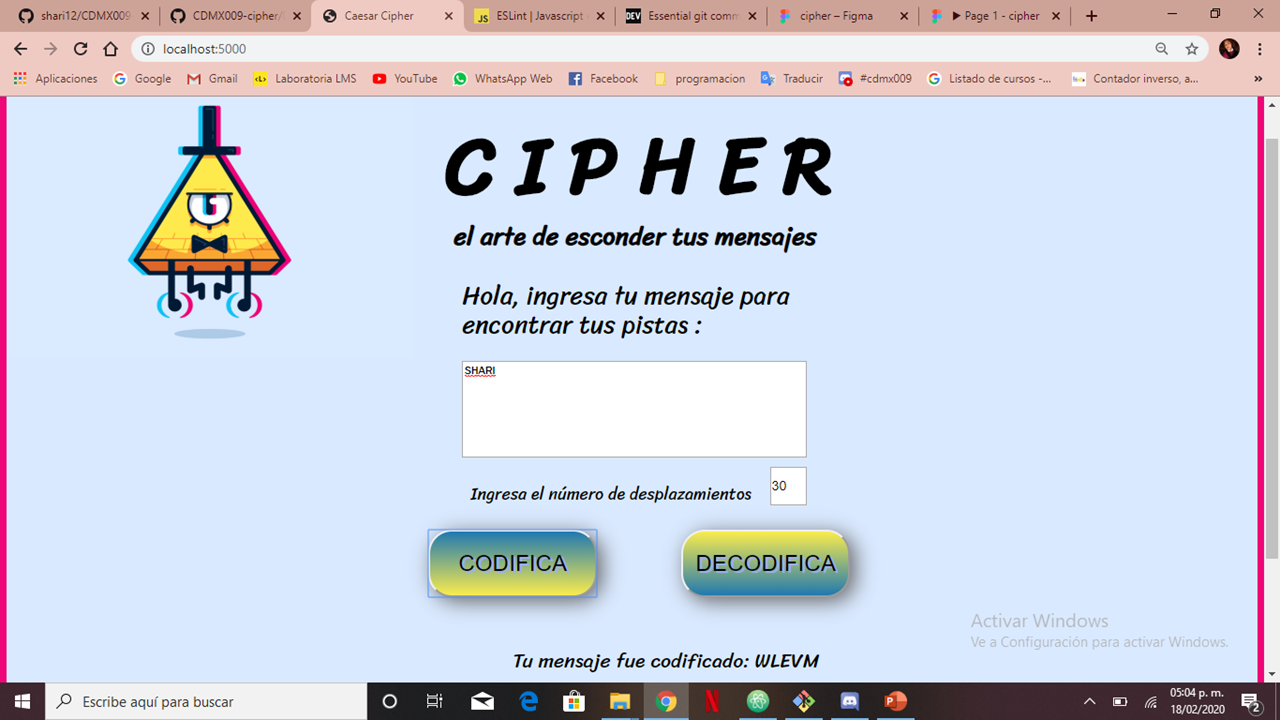 shari12/CDMX009
CDMX009-cipher/
Caesar Cipher
ESLint | Javascript
Essential git comm
cipher – Figma
▶ Page 1 - cipher
localhost:5000
Aplicaciones
Google
Gmail
Laboratoria LMS
YouTube
WhatsApp Web
Facebook
programcion
Traducir
#cdmx009
Listado de cursos -...
Contador inverso, a...
CIPHER
el arte de esconder tus mensajes
Hola, ingresa tu mensaje para
encontrar tus pistas :
SHARI
Ingresa el número de desplazamientos
30
CODIFICA
DECODIFICA
Activar Windows
Ve a Configuración para activar Windows.
Tu mensaje fue codificado: WLEVM
Escribe aquí para buscar
05:04 p. m.
18/02/2020
2